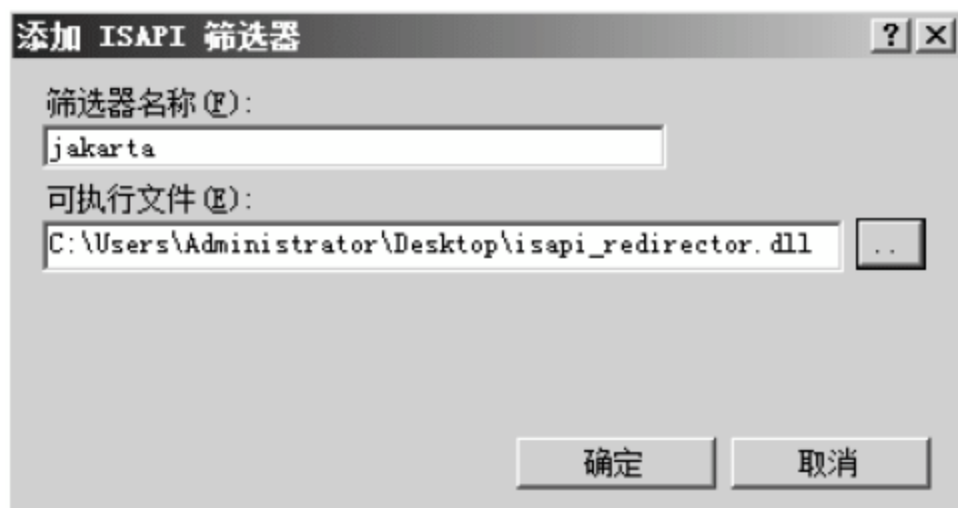 添加 ISAPI 筛选器
筛选器名称(F):
jakarta
可执行文件(E):
C:\Users\Administrator\Desktop\isapi_redirector.dll
..
确定 取消